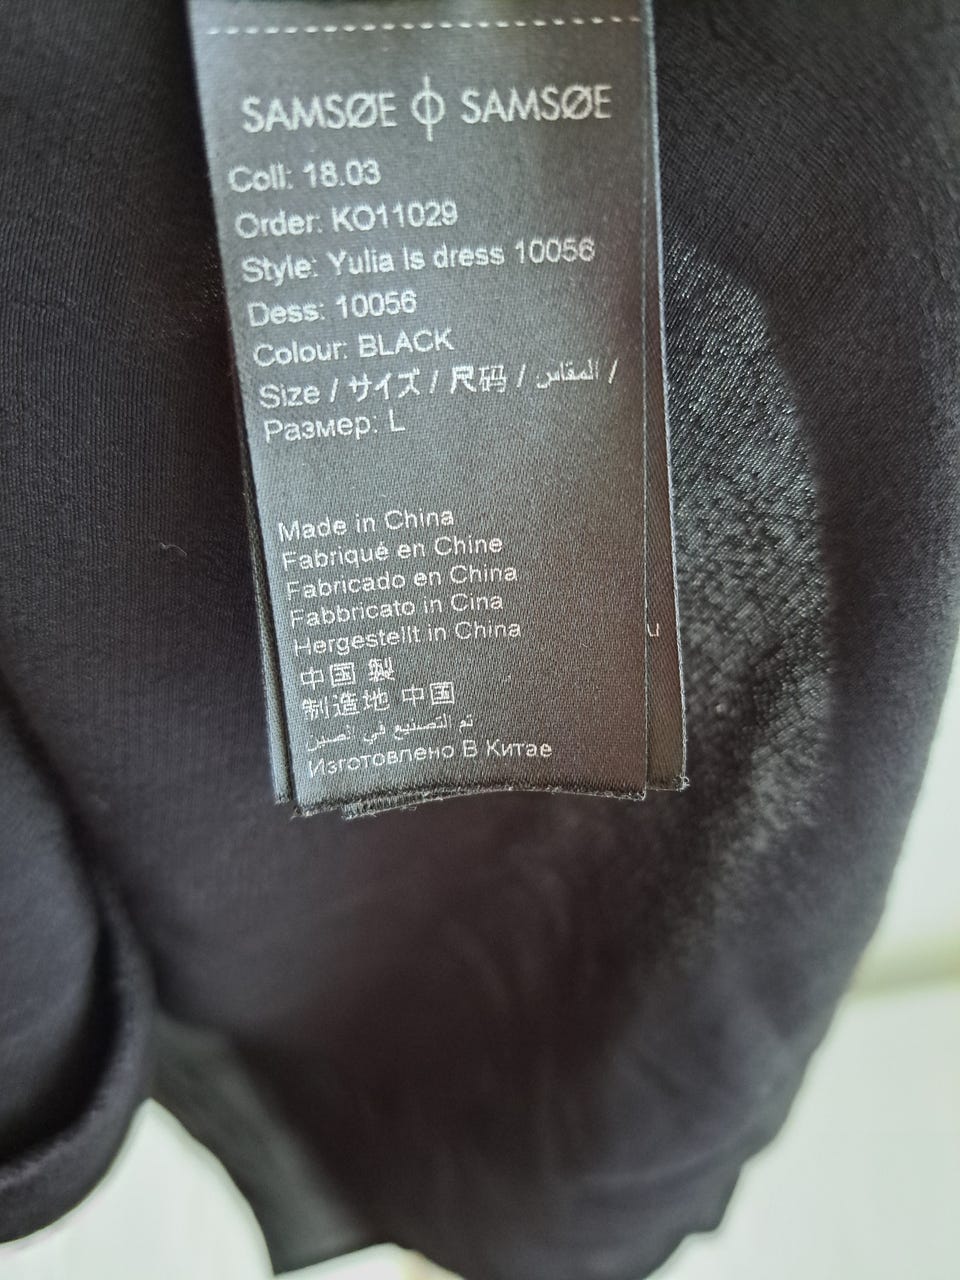 SAMSØE ϕ SAMSØE
Coll: 18.03
Order: KO11029
Style: Yulia ls dress 10056
Dess: 10056
Colour: BLACK
Size / サイズ / 尺码 / المقاس /
Размер: L
Made in China
Fabriqué en Chine
Fabricado en China
Fabbricato in Cina
Hergestellt in China
中国 製
制造地 中国
تم التصنيع في الصين
Изготовлено В Китае
u